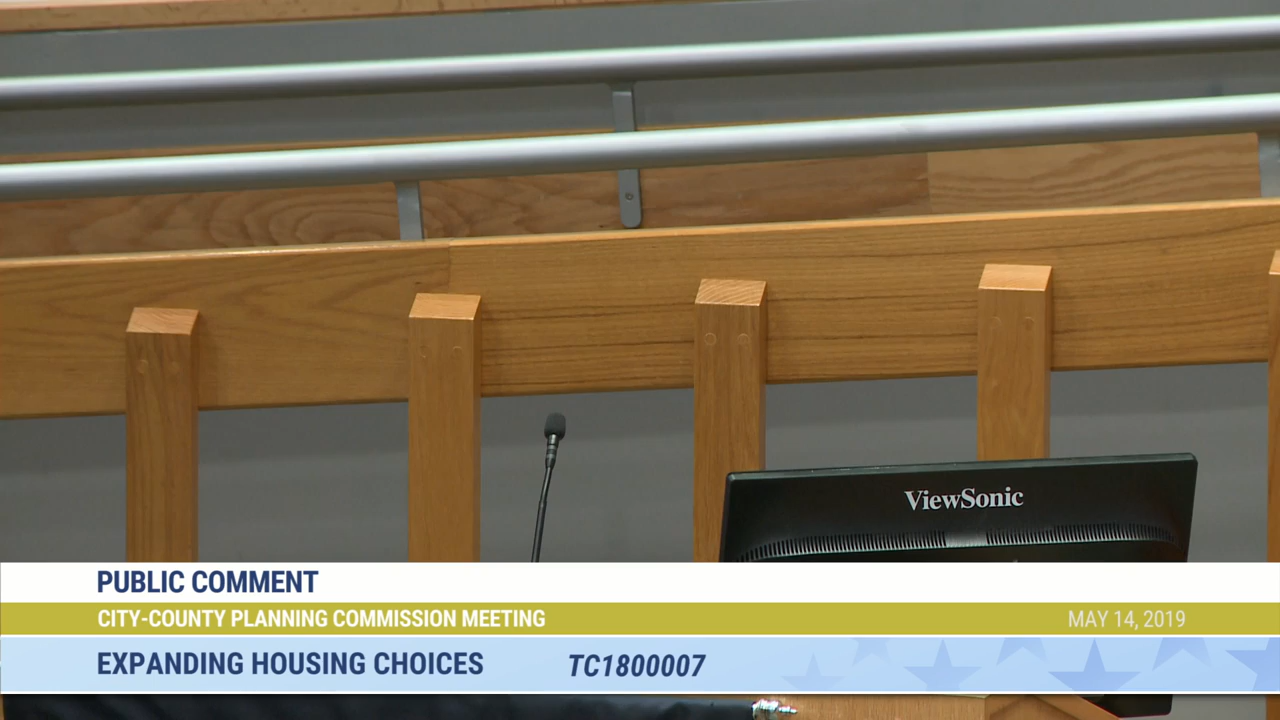 ViewSonic
PUBLIC COMMENT
CITY-COUNTY PLANNING COMMISSION MEETING
MAY 14, 2019
EXPANDING HOUSING CHOICES
TC1800007